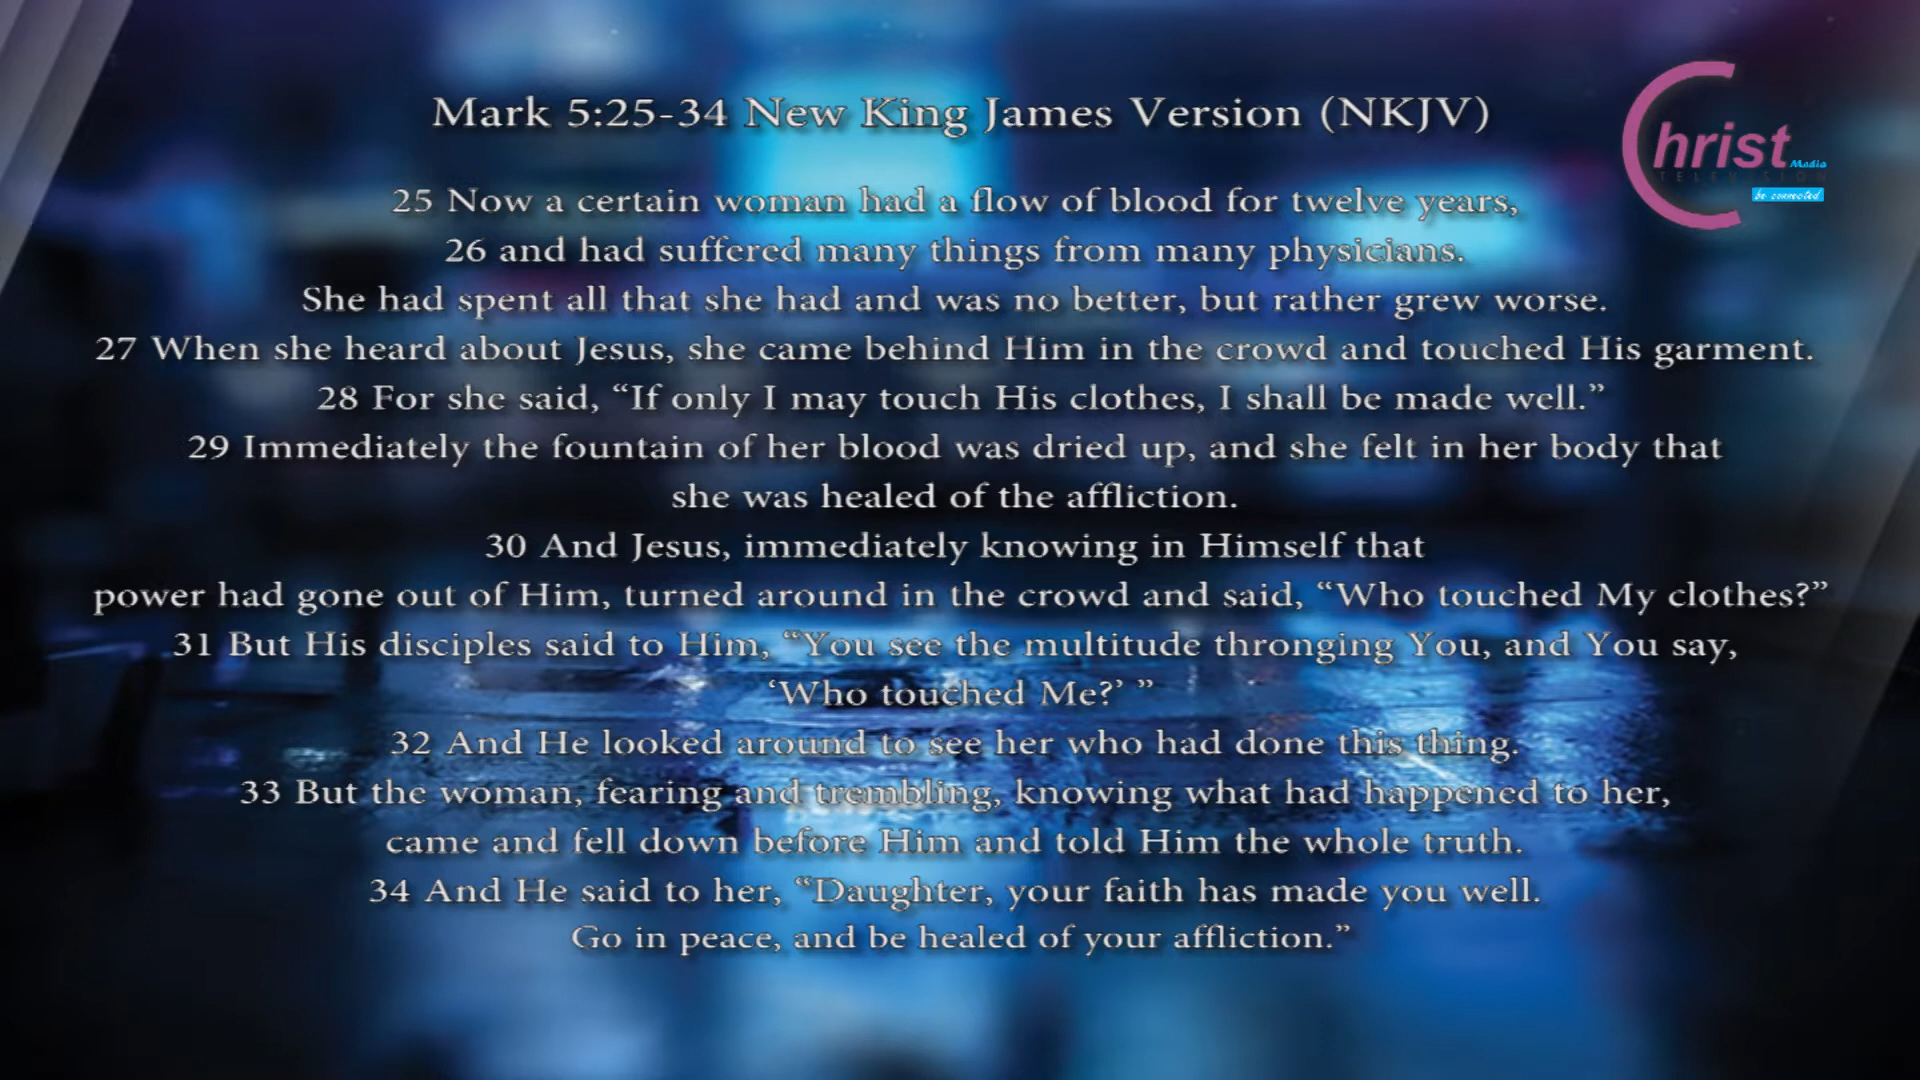 Mark 5:25-34 New King James Version (NKJV)
Christ
Media
TELEVISION
be connected
25 Now a certain woman had a flow of blood for twelve years,
26 and had suffered many things from many physicians.
She had spent all that she had and was no better, but rather grew worse.
27 When she heard about Jesus, she came behind Him in the crowd and touched His garment.
28 For she said, “If only I may touch His clothes, I shall be made well.”
29 Immediately the fountain of her blood was dried up, and she felt in her body that
she was healed of the affliction.
30 And Jesus, immediately knowing in Himself that
power had gone out of Him, turned around in the crowd and said, “Who touched My clothes?”
31 But His disciples said to Him, “You see the multitude thronging You, and You say,
‘Who touched Me?’ ”
32 And He looked around to see her who had done this thing.
33 But the woman, fearing and trembling, knowing what had happened to her,
came and fell down before Him and told Him the whole truth.
34 And He said to her, “Daughter, your faith has made you well.
Go in peace, and be healed of your affliction.”